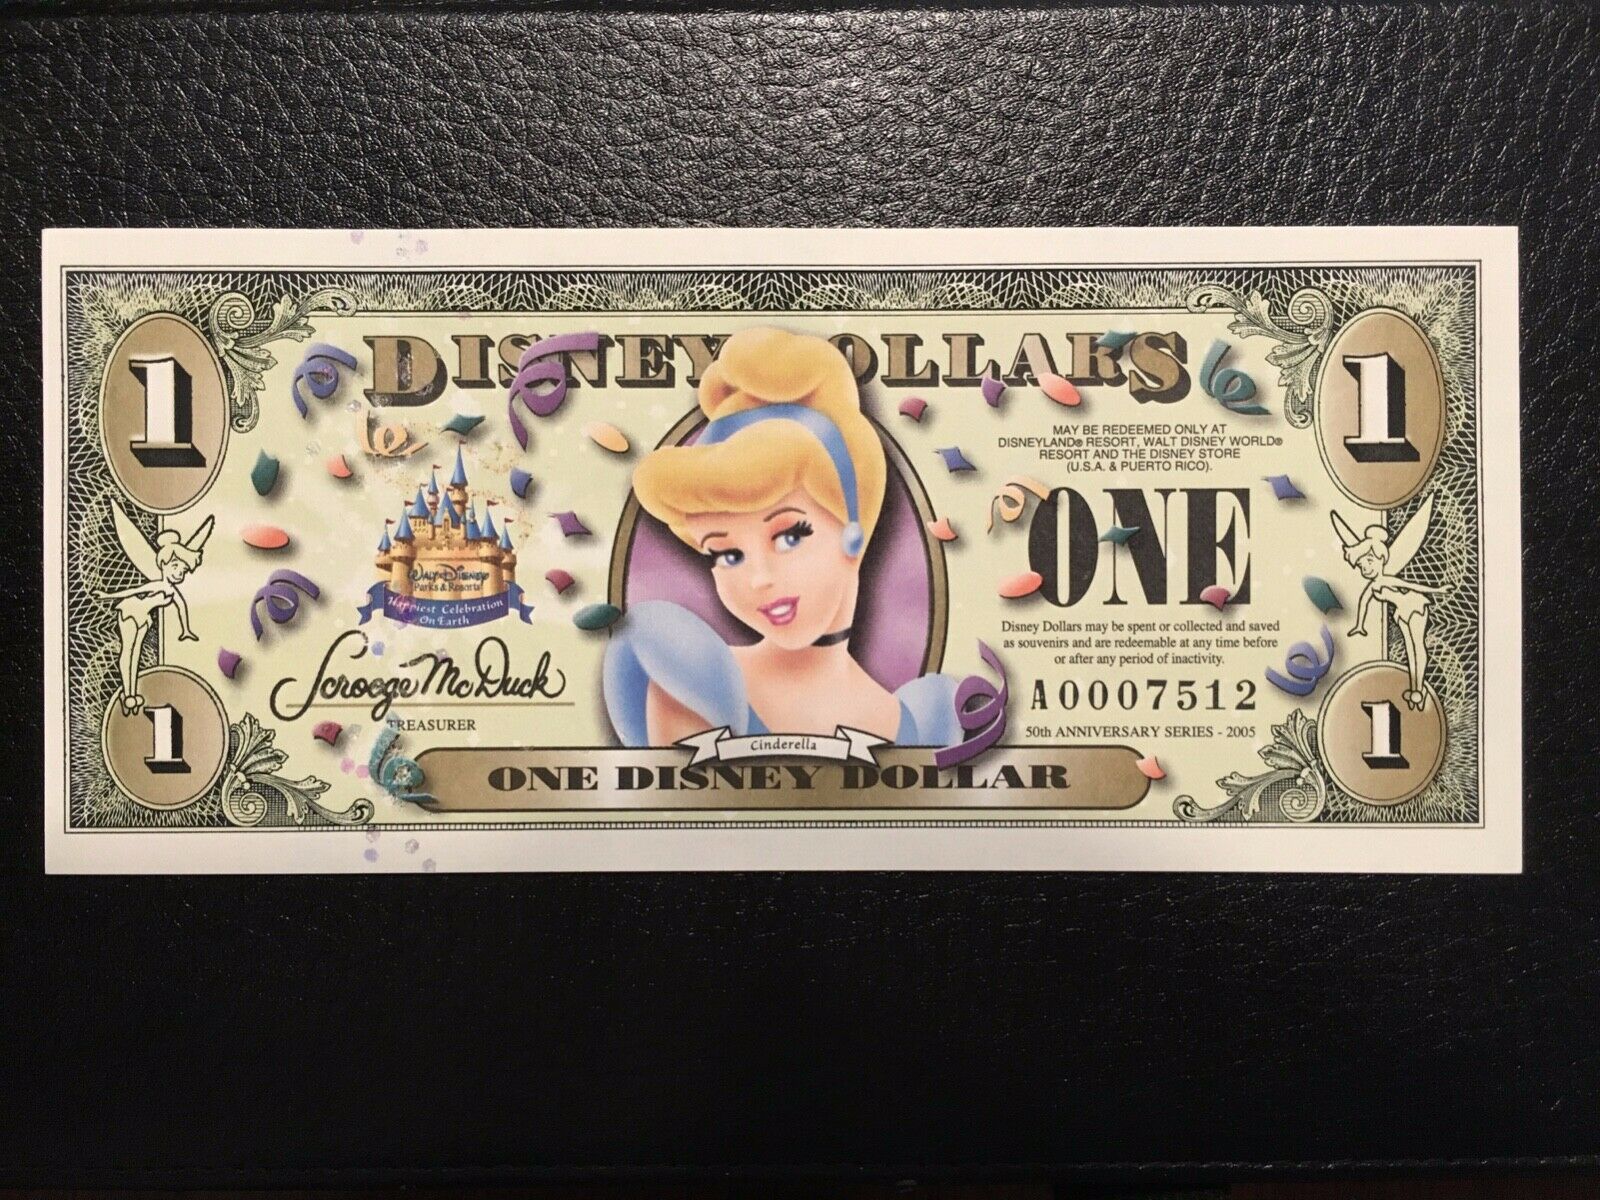 1
DISNEY DOLLARS
1
MAY BE REDEEMED ONLY AT
DISNEYLAND® RESORT, WALT DISNEY WORLD®
RESORT AND THE DISNEY STORE
(U.S.A. & PUERTO RICO).
ONE
WALT DISNEY
Parks & Resorts
Happiest Celebration
On Earth
Disney Dollars may be spent or collected and saved
as souvenirs and are redeemable at any time before
or after any period of inactivity.
Scrooge McDuck
TREASURER
A0007512
50th ANNIVERSARY SERIES - 2005
1
Cinderella
1
ONE DISNEY DOLLAR